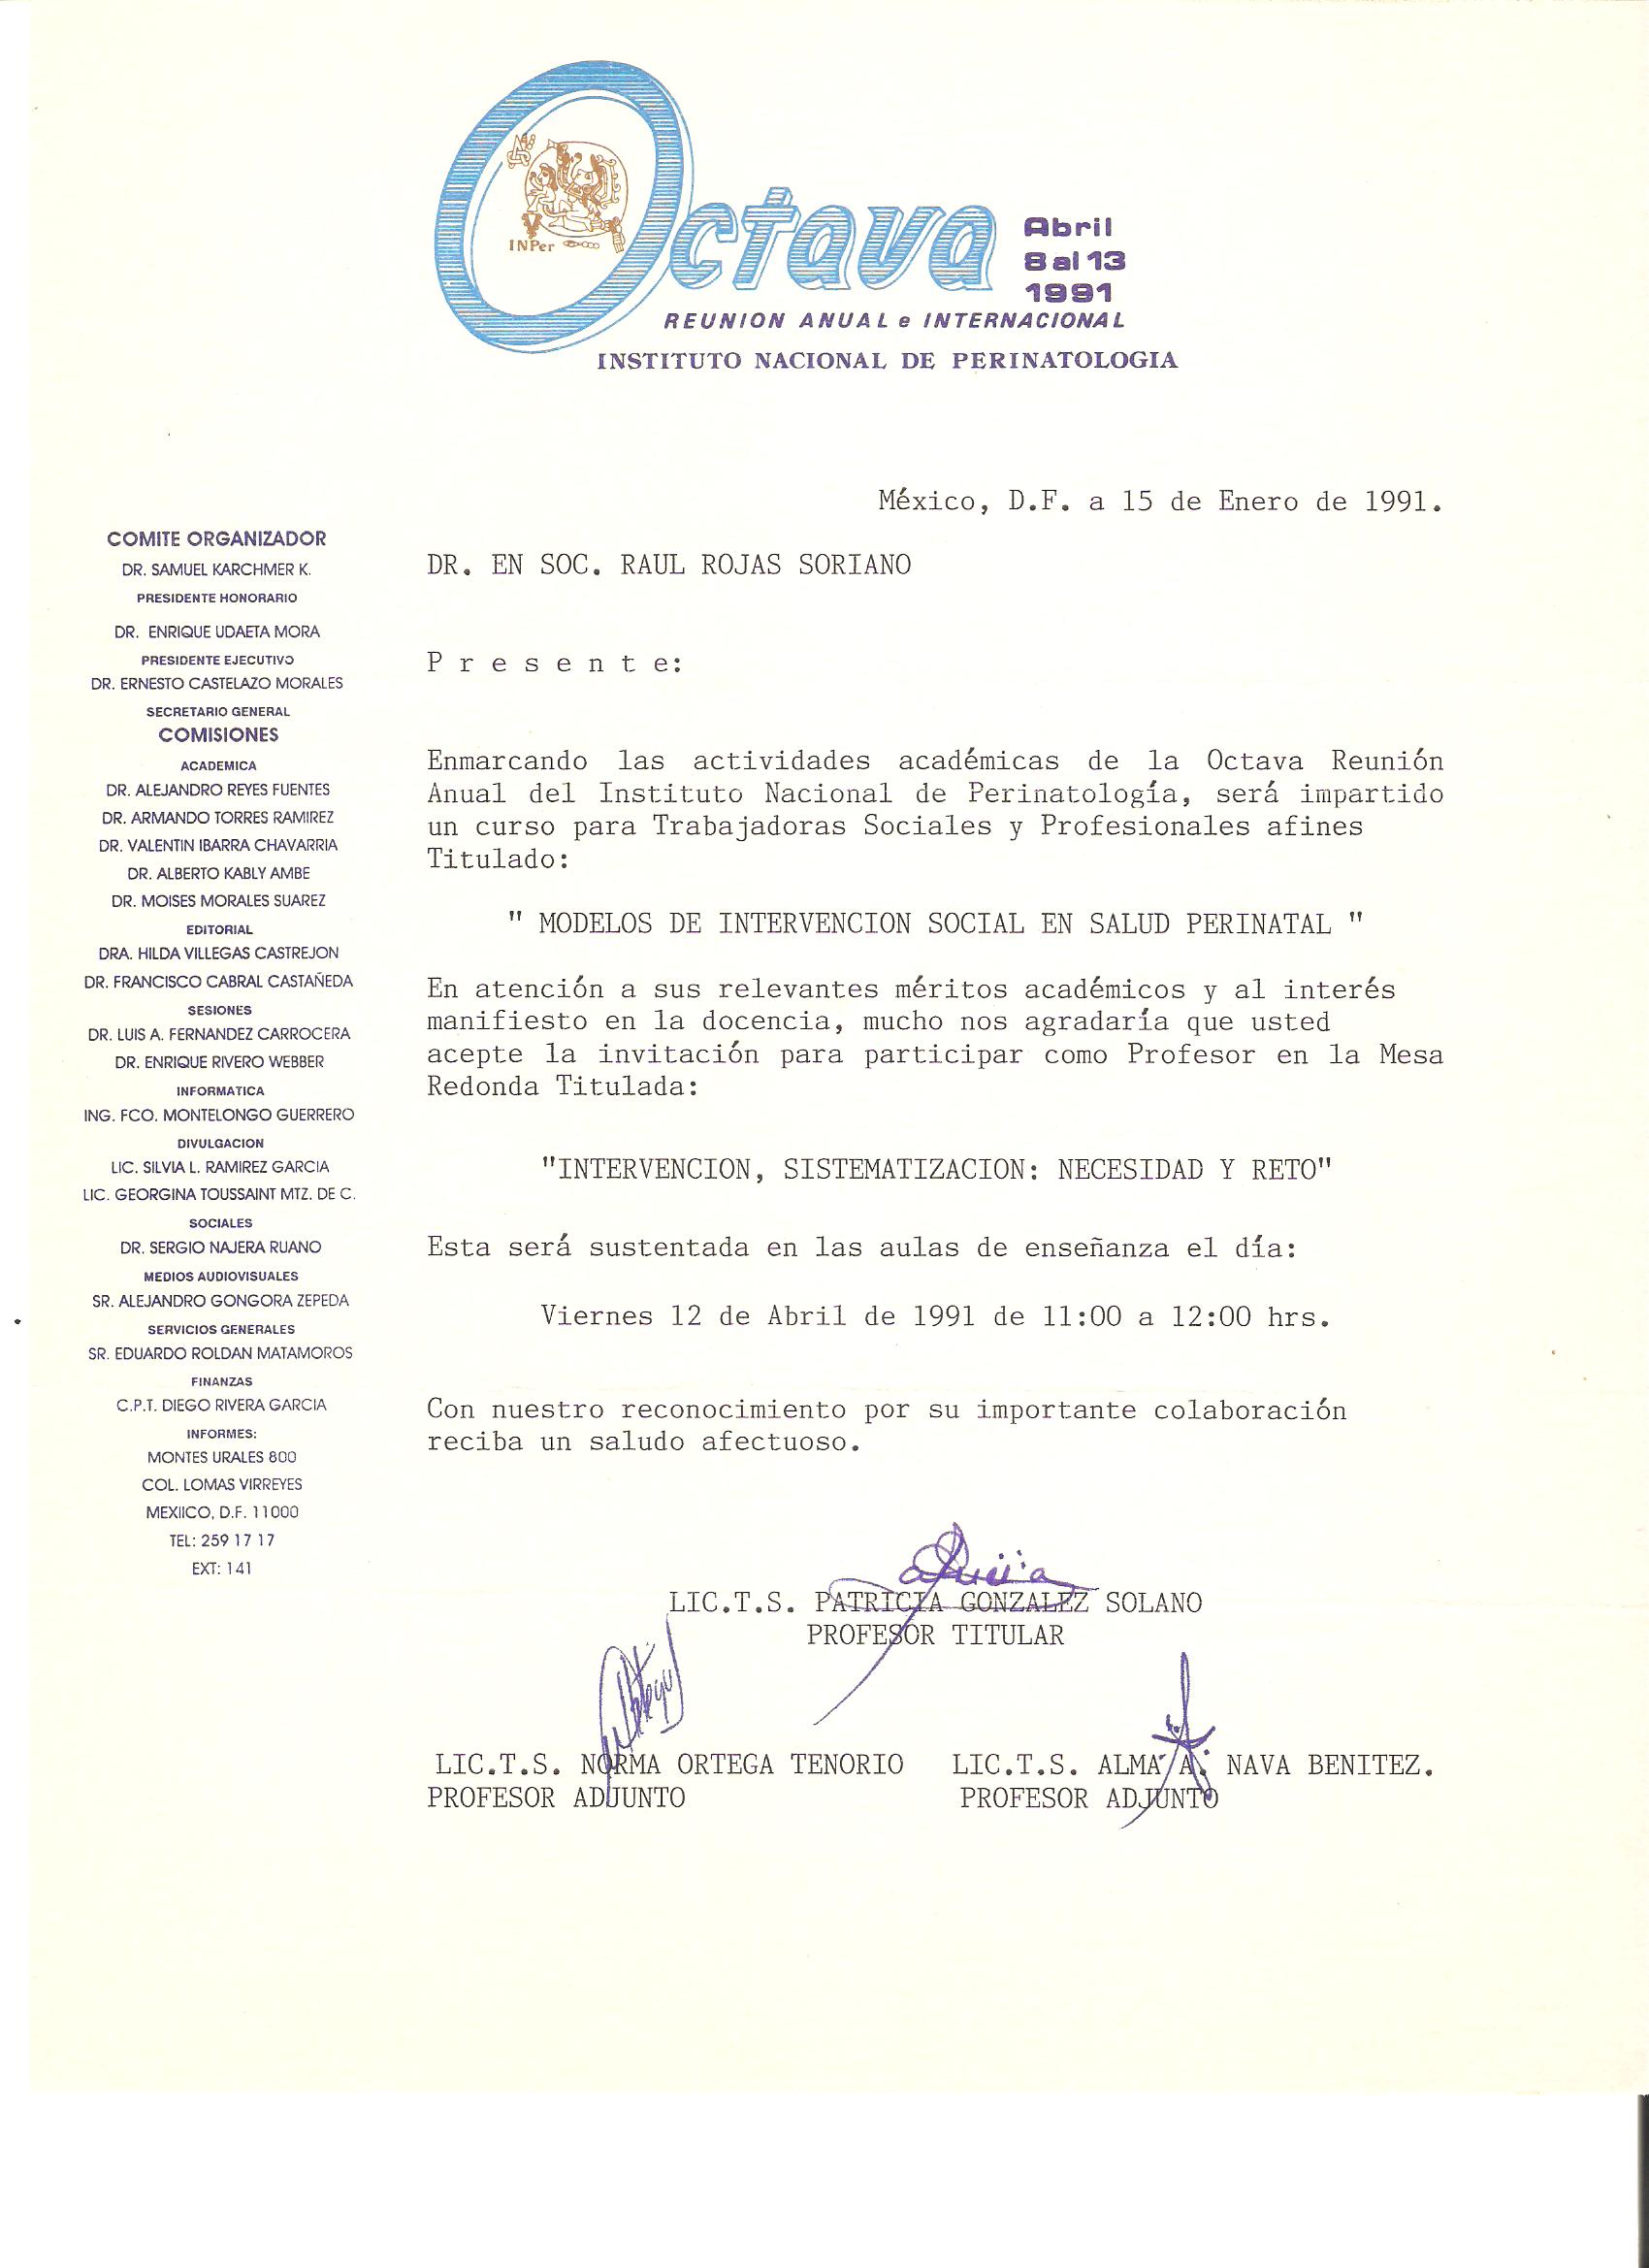 Octava
Abril
8 al 13
1991
INPer
REUNION ANUAL e INTERNACIONAL
INSTITUTO NACIONAL DE PERINATOLOGIA
México, D.F. a 15 de Enero de 1991.
COMITE ORGANIZADOR
DR. SAMUEL KARCHMER K.
PRESIDENTE HONORARIO
DR. ENRIQUE UDAETA MORA
PRESIDENTE EJECUTIVO
DR. ERNESTO CASTELAZO MORALES
SECRETARIO GENERAL
COMISIONES
ACADEMICA
DR. ALEJANDRO REYES FUENTES
DR. ARMANDO TORRES RAMIREZ
DR. VALENTIN IBARRA CHAVARRIA
DR. ALBERTO KABLY AMBE
DR. MOISES MORALES SUAREZ
EDITORIAL
DRA. HILDA VILLEGAS CASTREJON
DR. FRANCISCO CABRAL CASTAÑEDA
SESIONES
DR. LUIS A. FERNANDEZ CARROCERA
DR. ENRIQUE RIVERO WEBBER
INFORMATICA
ING. FCO. MONTELONGO GUERRERO
DIVULGACION
LIC. SILVIA L. RAMIREZ GARCIA
LIC. GEORGINA TOUSSAINT MTZ. DE C.
SOCIALES
DR. SERGIO NAJERA RUANO
MEDIOS AUDIOVISUALES
SR. ALEJANDRO GONGORA ZEPEDA
SERVICIOS GENERALES
SR. EDUARDO ROLDAN MATAMOROS
FINANZAS
C.P.T. DIEGO RIVERA GARCIA
INFORMES:
MONTES URALES 800
COL. LOMAS VIRREYES
MEXIICO, D.F. 11000
TEL: 259 17 17
EXT: 141
DR. EN SOC. RAUL ROJAS SORIANO
P r e s e n t e:
Enmarcando las actividades académicas de la Octava Reunión
Anual del Instituto Nacional de Perinatología, será impartido
un curso para Trabajadoras Sociales y Profesionales afines
Titulado:
" MODELOS DE INTERVENCION SOCIAL EN SALUD PERINATAL "
En atención a sus relevantes méritos académicos y al interés
manifiesto en la docencia, mucho nos agradaría que usted
acepte la invitación para participar como Profesor en la Mesa
Redonda Titulada:
"INTERVENCION, SISTEMATIZACION: NECESIDAD Y RETO"
Esta será sustentada en las aulas de enseñanza el día:
Viernes 12 de Abril de 1991 de 11:00 a 12:00 hrs.
Con nuestro reconocimiento por su importante colaboración
reciba un saludo afectuoso.
LIC.T.S. PATRICIA GONZALEZ SOLANO
PROFESOR TITULAR
LIC.T.S. NORMA ORTEGA TENORIO LIC.T.S. ALMA A. NAVA BENITEZ.
PROFESOR ADJUNTO PROFESOR ADJUNTO